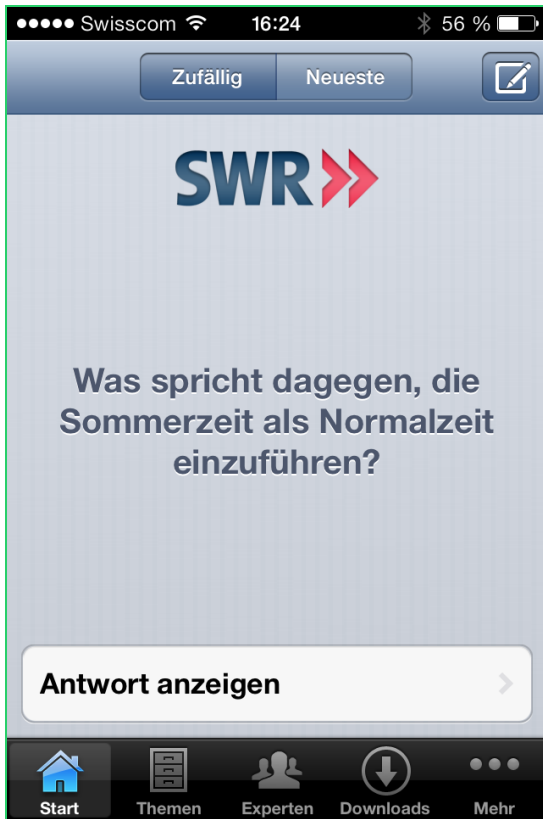 Swisscom 16:24 56 %
Zufällig Neueste
SWR
Was spricht dagegen, die
Sommerzeit als Normalzeit
einzuführen?
Antwort anzeigen
Start Themen Experten Downloads Mehr